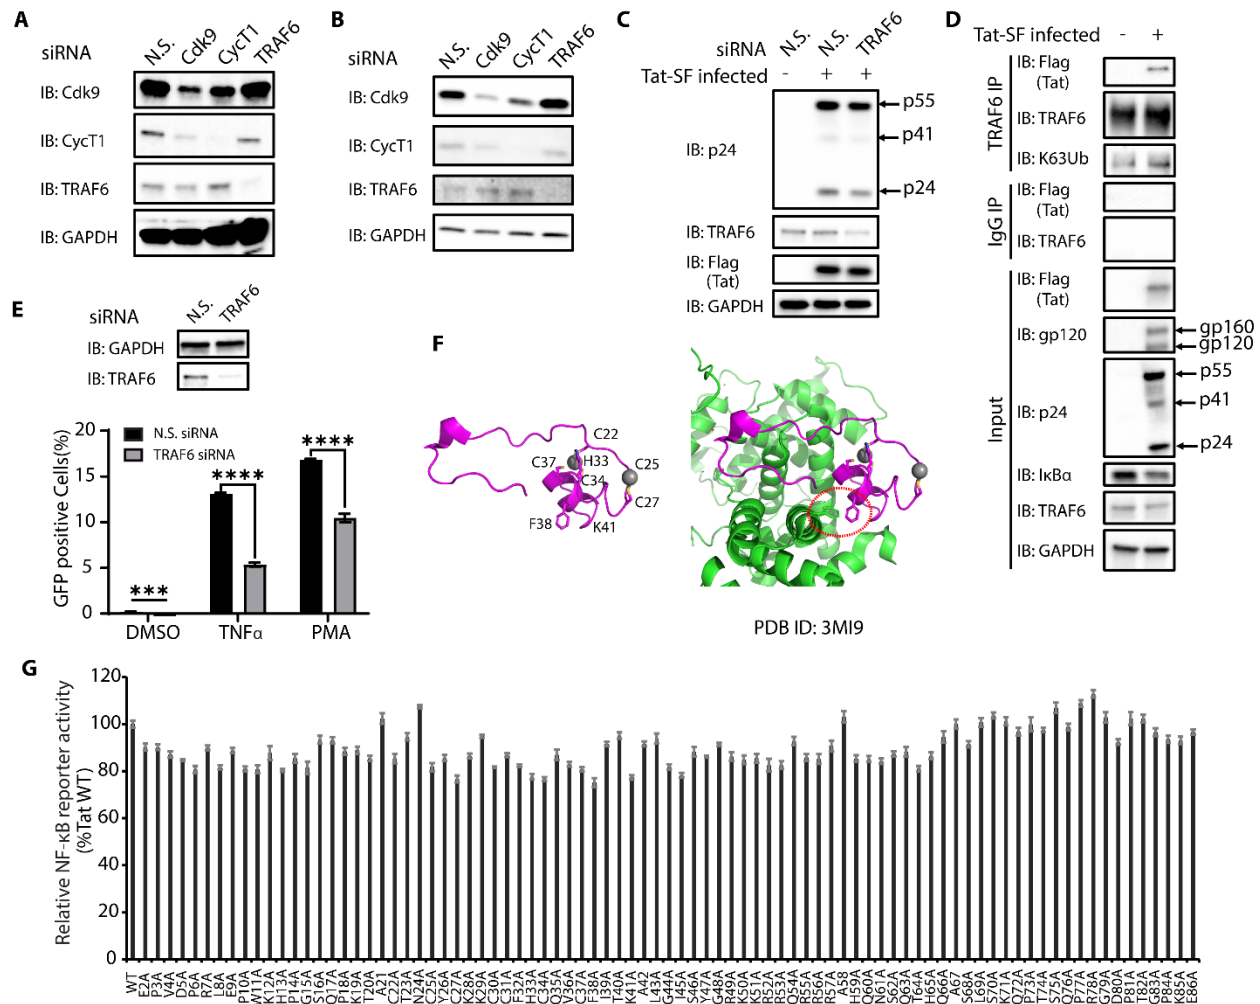 A
siRNA
N.S.
Cdk9
CycT1
TRAF6
IB: Cdk9
IB: CycT1
IB: TRAF6
IB: GAPDH
B
siRNA
N.S.
Cdk9
CycT1
TRAF6
IB: Cdk9
IB: CycT1
IB: TRAF6
IB: GAPDH
C
siRNA
N.S.
N.S.
TRAF6
Tat-SF infected - + +
IB: p24
p55
p41
p24
IB: TRAF6
IB: Flag
(Tat)
IB: GAPDH
D
Tat-SF infected - +
TRAF6 IP
IB: Flag
(Tat)
IB: TRAF6
IB: K63Ub
IgG IP
IB: Flag
(Tat)
IB: TRAF6
Input
IB: Flag
(Tat)
IB: gp120
gp160
gp120
IB: p24
p55
p41
p24
IB: IκBα
IB: TRAF6
IB: GAPDH
E
siRNA
N.S.
TRAF6
IB: GAPDH
IB: TRAF6
GFP positive Cells(%)
20
15
10
5
0
N.S. siRNA
TRAF6 siRNA
***
****
****
DMSO TNFα PMA
F
C22
C37
H33
C25
C34
C27
F38
K41
PDB ID: 3MI9
G
Relative NF-κB reporter activity
(%Tat WT)
120
100
80
60
40
20
0
WT E2A P3A V4A D5A P6A R7A L8A E9A P10A W11A K12A H13A P14A G15A S16A Q17A P18A K19A T20A A21 C22A T23A N24A C25A Y26A C27A K28A K29A C30A C31A F32A H33A C34A Q35A V36A C37A F38A I39A T40A K41A A42 L43A G44A I45A S46A Y47A G48A R49A K50A K51A R52A R53A Q54A R55A R56A R57A A58 H59A Q60A N61A S62A Q63A T64A H65A Q66A A67 S68A L69A S70A K71A Q72A P73A T74A S75A Q76A P77A R78A G79A D80A P81A T82A G83A P84A K85A E86A